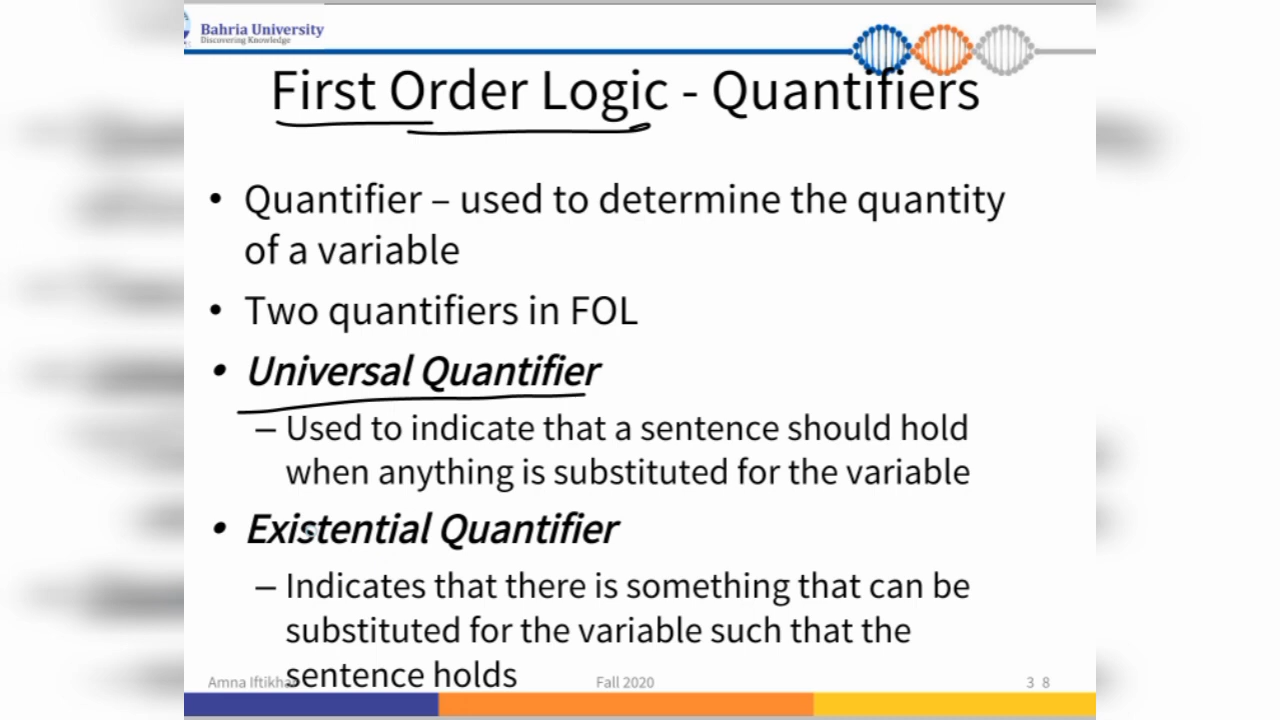 Bahria University
Discovering Knowledge
First Order Logic - Quantifiers
• Quantifier – used to determine the quantity
of a variable
• Two quantifiers in FOL
• Universal Quantifier
– Used to indicate that a sentence should hold
when anything is substituted for the variable
• Existential Quantifier
– Indicates that there is something that can be
substituted for the variable such that the
sentence holds
Amna Iftikhar Fall 2020 3 8